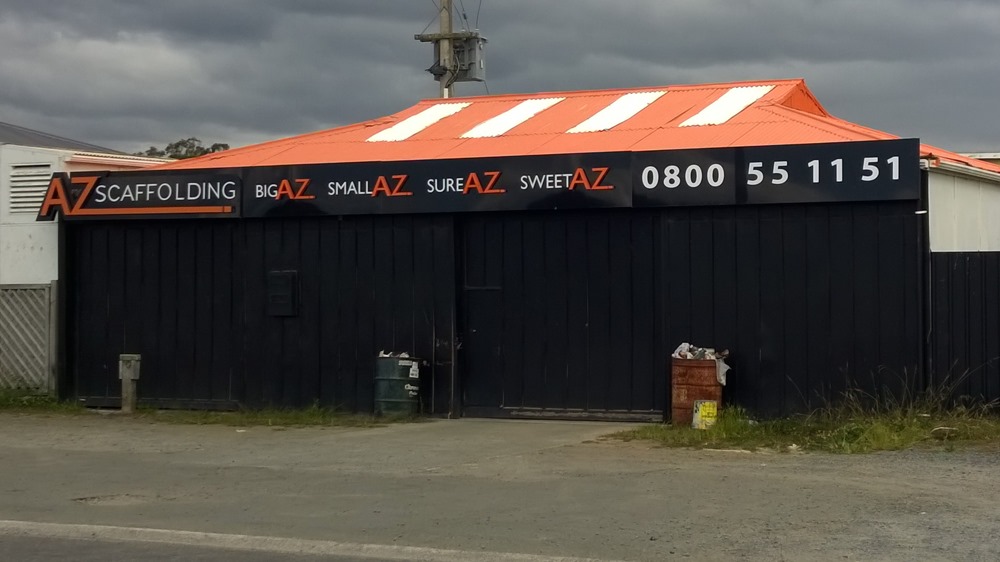 AZ SCAFFOLDING BIGAZ SMALLAZ SUREAZ SWEETAZ 0800 55 11 51